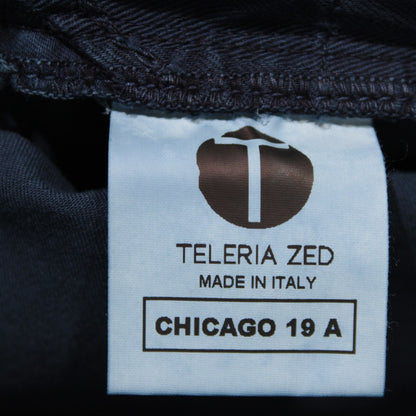 T
TELERIA ZED
MADE IN ITALY
CHICAGO 19 A